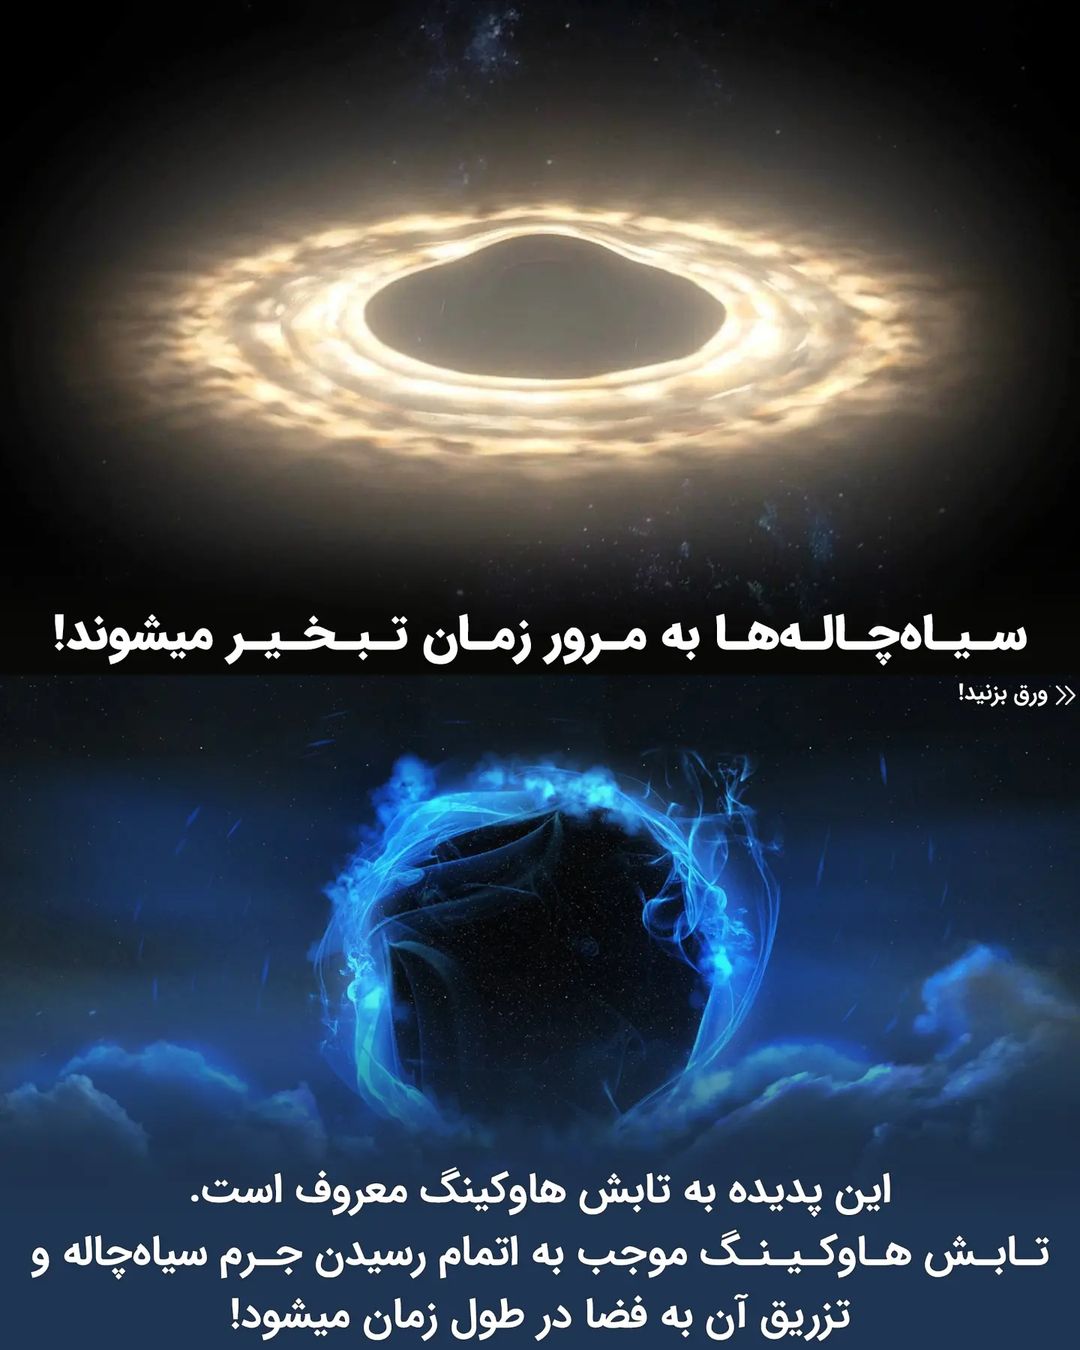 سیاه‌چاله‌ها به مرور زمان تبخیر میشوند!
« ورق بزنید!
این پدیده به تابش هاوکینگ معروف است.
تابش هاوکینگ موجب به اتمام رسیدن جرم سیاه‌چاله و
تزریق آن به فضا در طول زمان میشود!